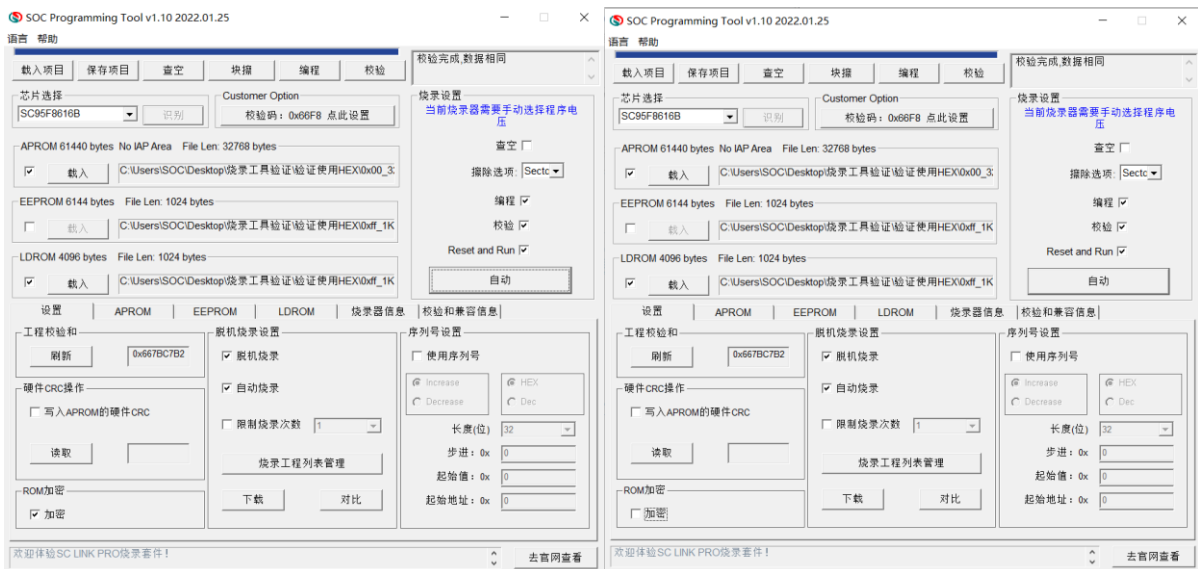 SOC Programming Tool v1.10 2022.01.25
语言 帮助
载入项目 保存项目 查空 块擦 编程 校验
校验完成,数据相同
芯片选择
SC95F8616B 识别
Customer Option
校验码：0x66F8 点此设置
烧录设置
当前烧录器需要手动选择程序电
压
APROM 61440 bytes No IAP Area File Len: 32768 bytes
载入 C:\Users\SOC\Desktop\烧录工具验证\验证使用HEX\0x00_3
查空
擦除选项: Sectc
EEPROM 6144 bytes File Len: 1024 bytes
载入 C:\Users\SOC\Desktop\烧录工具验证\验证使用HEX\0xff_1K
编程
校验
Reset and Run
LDROM 4096 bytes File Len: 1024 bytes
载入 C:\Users\SOC\Desktop\烧录工具验证\验证使用HEX\0xff_1K
自动
设置 APROM EEPROM LDROM 烧录器信息 校验和兼容信息
工程校验和
刷新 0x667BC7B2
硬件CRC操作
写入APROM的硬件CRC
读取
ROM加密
加密
脱机烧录设置
脱机烧录
自动烧录
限制烧录次数 1
烧录工程列表管理
下载 对比
序列号设置
使用序列号
Increase HEX
Decrease Dec
长度(位) 32
步进: 0x 0
起始值: 0x 0
起始地址: 0x 0
欢迎体验SC LINK PRO烧录套件!
去官网查看
SOC Programming Tool v1.10 2022.01.25
语言 帮助
载入项目 保存项目 查空 块擦 编程 校验
校验完成,数据相同
芯片选择
SC95F8616B 识别
Customer Option
校验码：0x66F8 点此设置
烧录设置
当前烧录器需要手动选择程序电
压
APROM 61440 bytes No IAP Area File Len: 32768 bytes
载入 C:\Users\SOC\Desktop\烧录工具验证\验证使用HEX\0x00_3
查空
擦除选项: Sectc
EEPROM 6144 bytes File Len: 1024 bytes
载入 C:\Users\SOC\Desktop\烧录工具验证\验证使用HEX\0xff_1K
编程
校验
Reset and Run
LDROM 4096 bytes File Len: 1024 bytes
载入 C:\Users\SOC\Desktop\烧录工具验证\验证使用HEX\0xff_1K
自动
设置 APROM EEPROM LDROM 烧录器信息 校验和兼容信息
工程校验和
刷新 0x667BC7B2
硬件CRC操作
写入APROM的硬件CRC
读取
ROM加密
加密
脱机烧录设置
脱机烧录
自动烧录
限制烧录次数 1
烧录工程列表管理
下载 对比
序列号设置
使用序列号
Increase HEX
Decrease Dec
长度(位) 32
步进: 0x 0
起始值: 0x 0
起始地址: 0x 0
欢迎体验SC LINK PRO烧录套件!
去官网查看